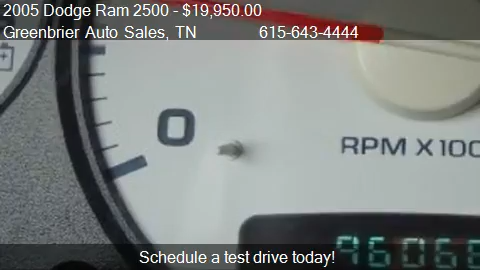 2005 Dodge Ram 2500 - $19,950.00
Greenbrier Auto Sales, TN 615-643-4444
0
RPM X100
Schedule a test drive today!